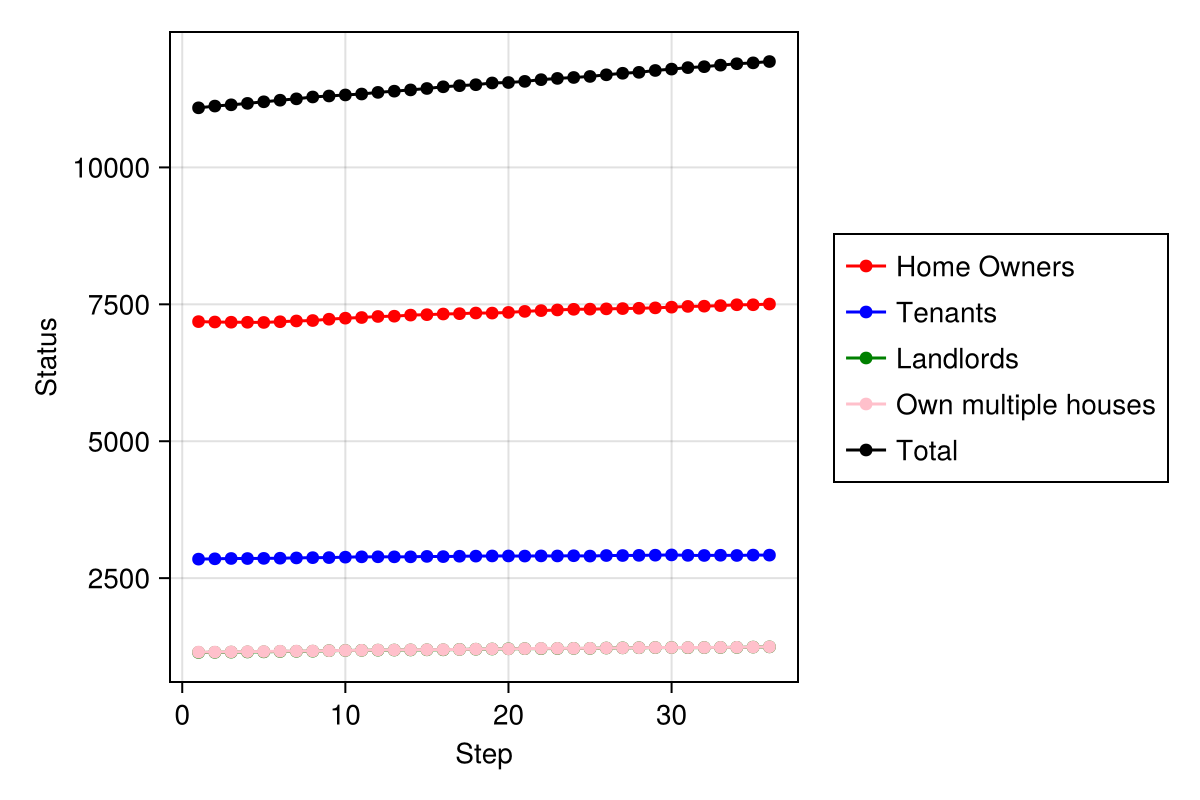 10000
7500
5000
2500
Status
0 10 20 30
Step
Home Owners
Tenants
Landlords
Own multiple houses
Total